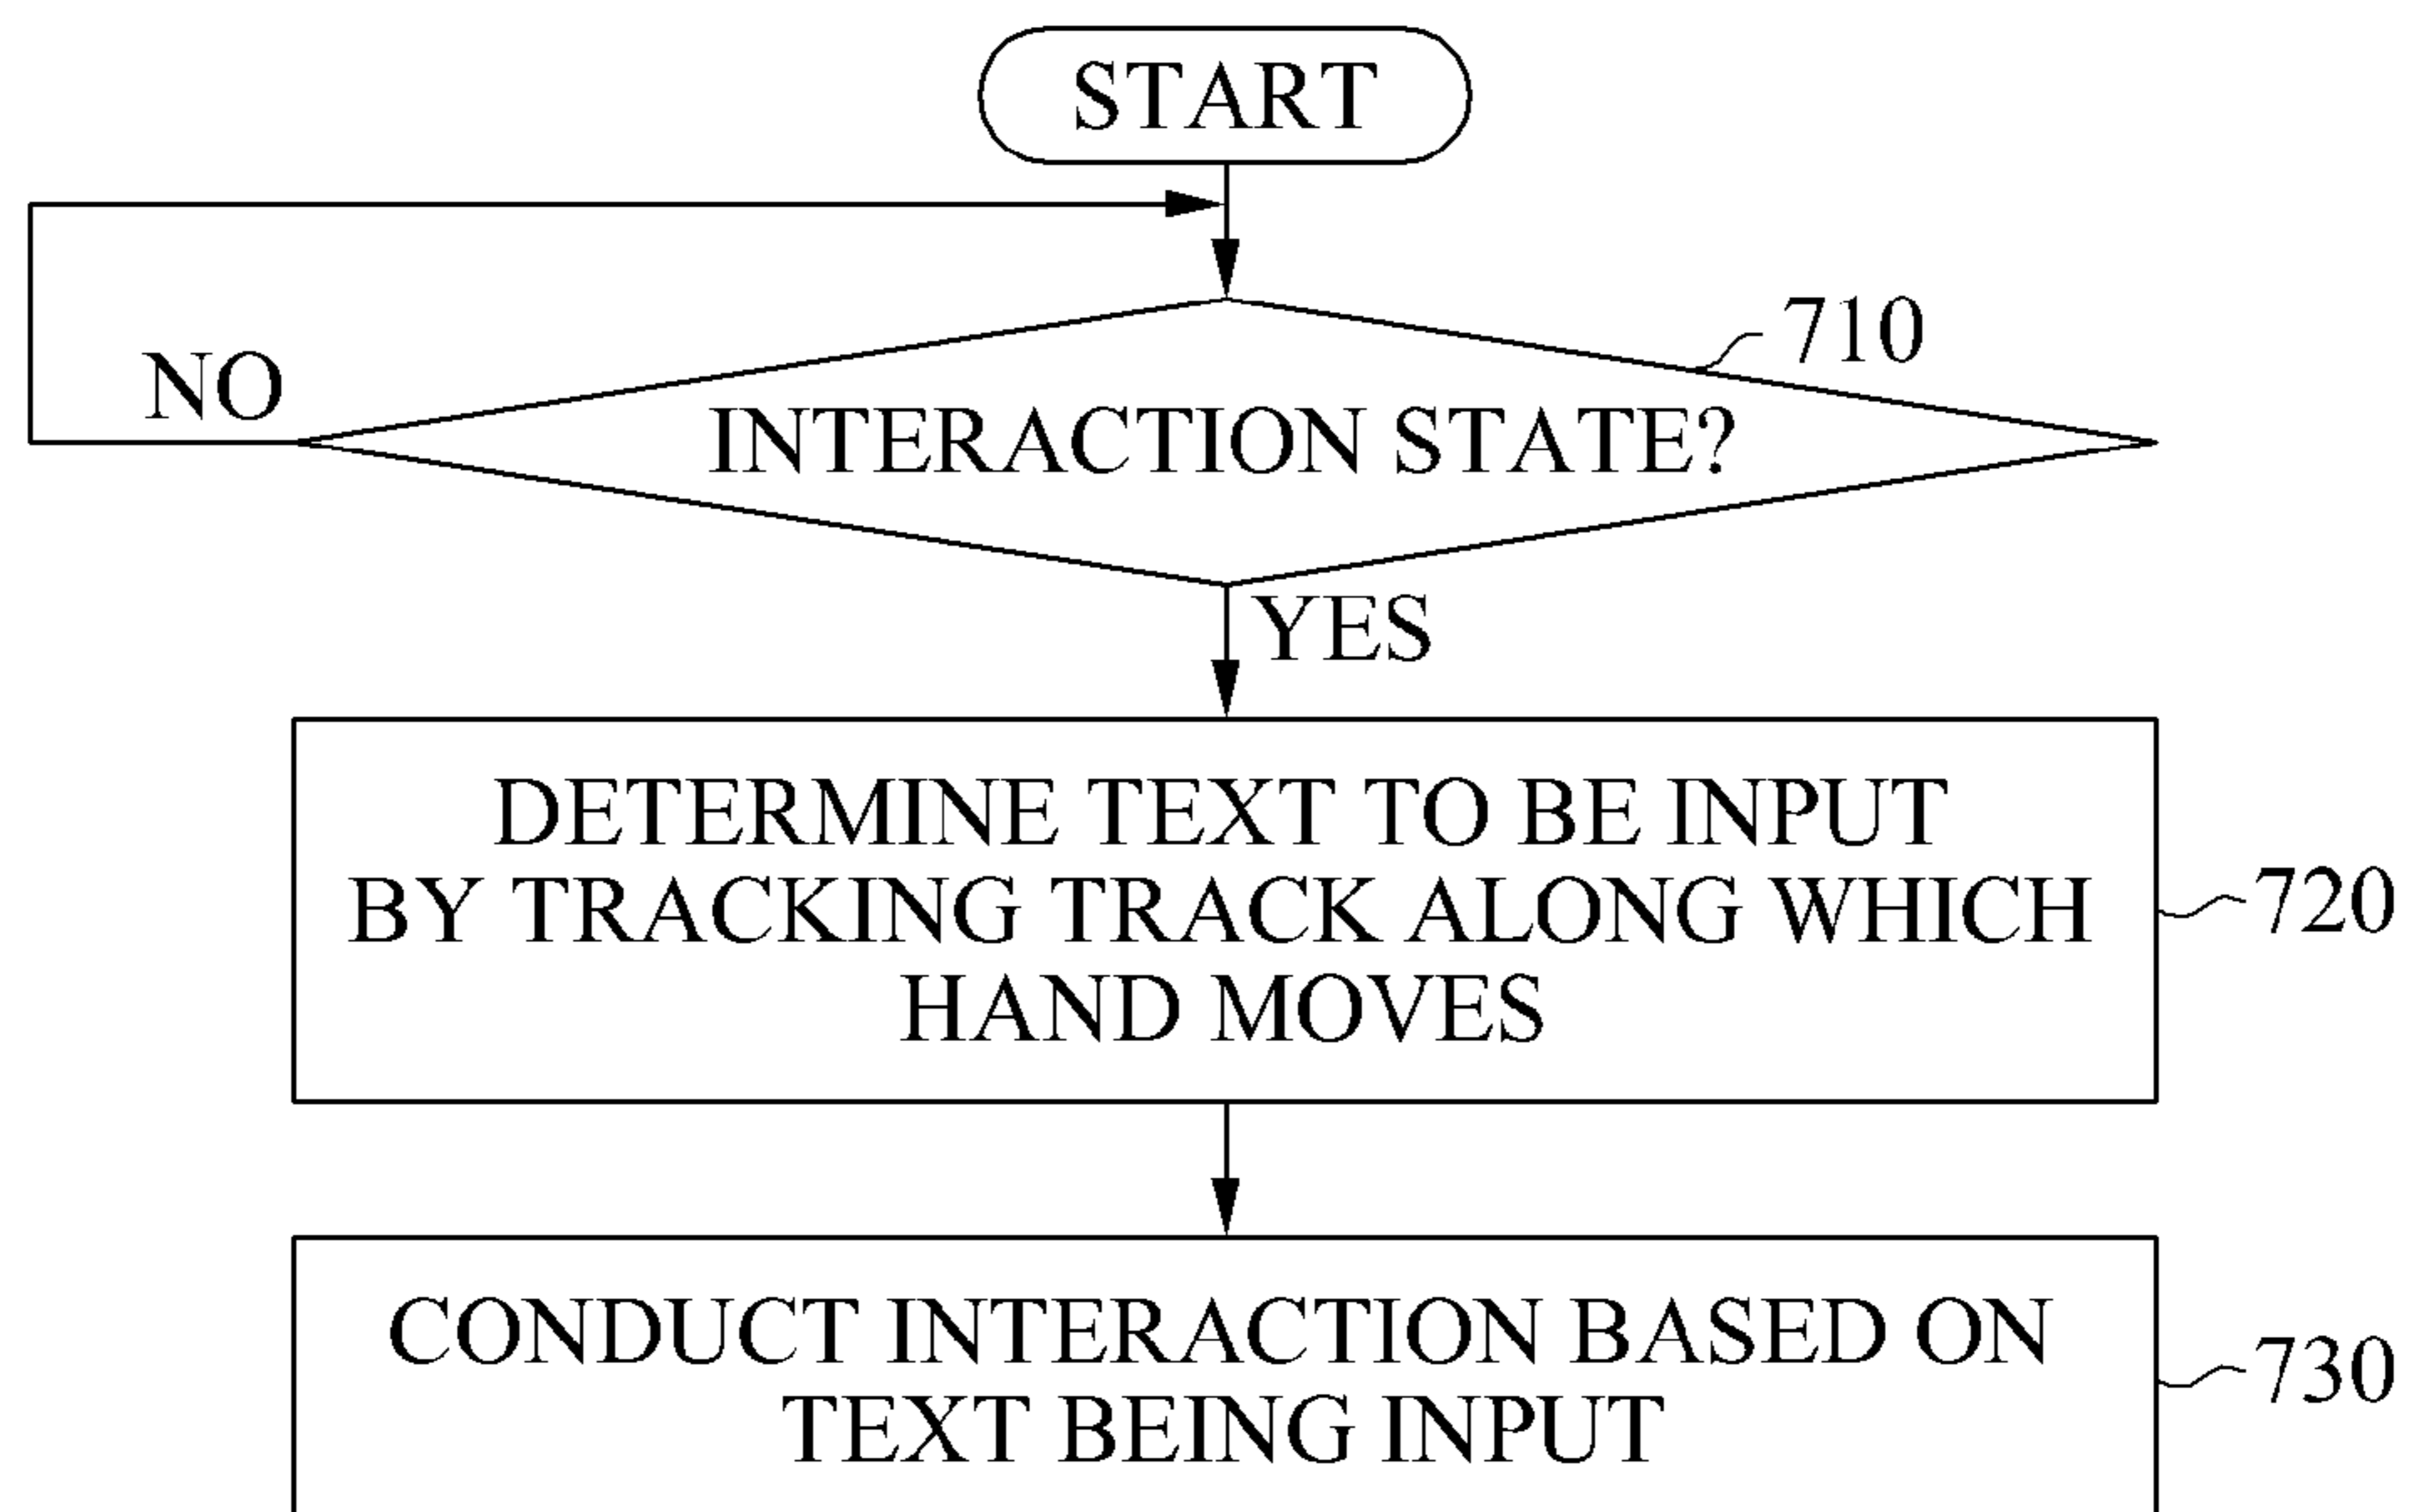 START
710
NO
INTERACTION STATE?
YES
DETERMINE TEXT TO BE INPUT
BY TRACKING TRACK ALONG WHICH
HAND MOVES
720
CONDUCT INTERACTION BASED ON
TEXT BEING INPUT
730